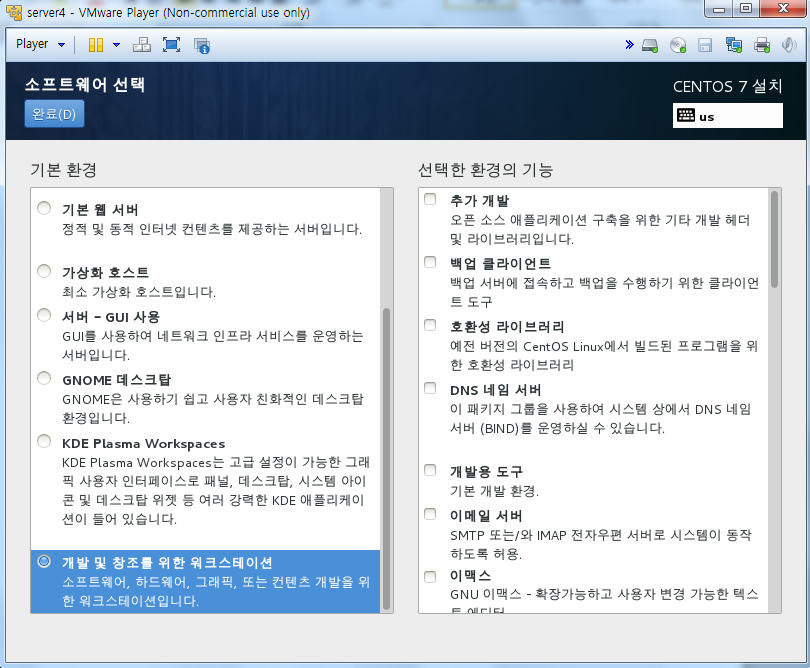 server4 - VMware Player (Non-commercial use only)
Player
소프트웨어 선택
완료(D)
CENTOS 7 설치
us
기본 환경
기본 웹 서버
정적 및 동적 인터넷 컨텐츠를 제공하는 서버입니다.
가상화 호스트
최소 가상화 호스트입니다.
서버 - GUI 사용
GUI를 사용하여 네트워크 인프라 서비스를 운영하는
서버입니다.
GNOME 데스크탑
GNOME은 사용하기 쉽고 사용자 친화적인 데스크탑
환경입니다.
KDE Plasma Workspaces
KDE Plasma Workspaces는 고급 설정이 가능한 그래
픽 사용자 인터페이스로 패널, 데스크탑, 시스템 아이
콘 및 데스크탑 위젯 등 여러 강력한 KDE 애플리케이
션이 들어 있습니다.
개발 및 창조를 위한 워크스테이션
소프트웨어, 하드웨어, 그래픽, 또는 컨텐츠 개발을 위
한 워크스테이션입니다.
선택한 환경의 기능
추가 개발
오픈 소스 애플리케이션 구축을 위한 기타 개발 헤더
및 라이브러리입니다.
백업 클라이언트
백업 서버에 접속하고 백업을 수행하기 위한 클라이언
트 도구
호환성 라이브러리
예전 버전의 CentOS Linux에서 빌드된 프로그램을 위
한 호환성 라이브러리
DNS 네임 서버
이 패키지 그룹을 사용하여 시스템 상에서 DNS 네임
서버 (BIND)를 운영하실 수 있습니다.
개발용 도구
기본 개발 환경.
이메일 서버
SMTP 또는/와 IMAP 전자우편 서버로 시스템이 동작
하도록 허용.
이맥스
GNU 이맥스 - 확장가능하고 사용자 변경 가능한 텍스
트 에디터